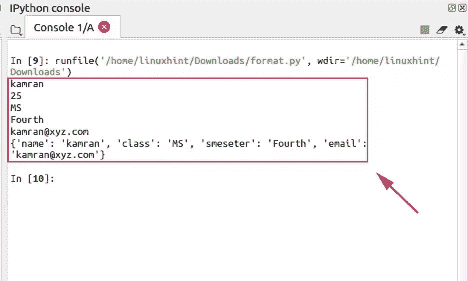 IPython console
Console 1/A
In [9]: runfile('/home/linuxhint/Downloads/format.py', wdir='/home/linuxhint/
Downloads')
kamran
25
MS
Fourth
kamran@xyz.com
{'name': 'kamran', 'class': 'MS', 'smeseter': 'Fourth', 'email':
'kamran@xyz.com'}
In [10]: